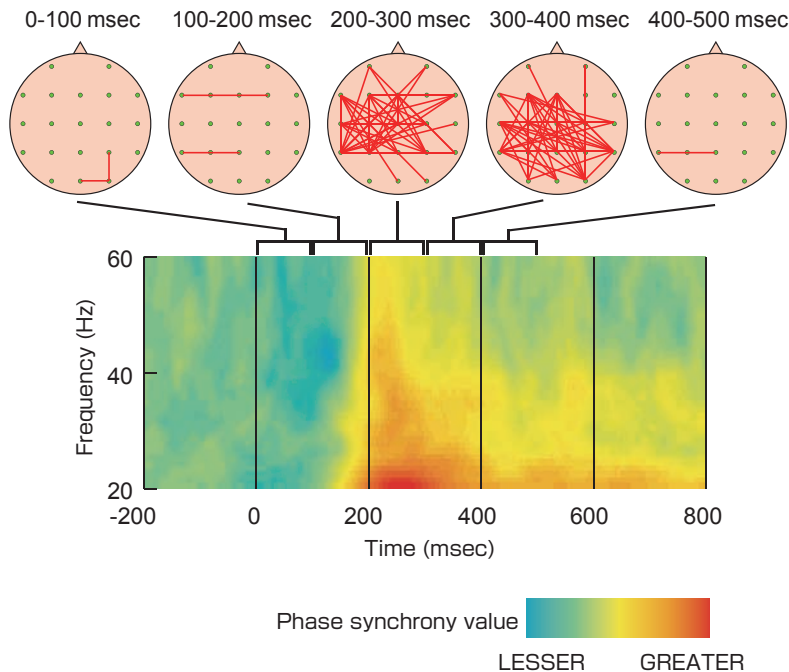 0-100 msec 100-200 msec 200-300 msec 300-400 msec 400-500 msec
60
40
20
Frequency (Hz)
-200 0 200 400 600 800
Time (msec)
Phase synchrony value
LESSER GREATER